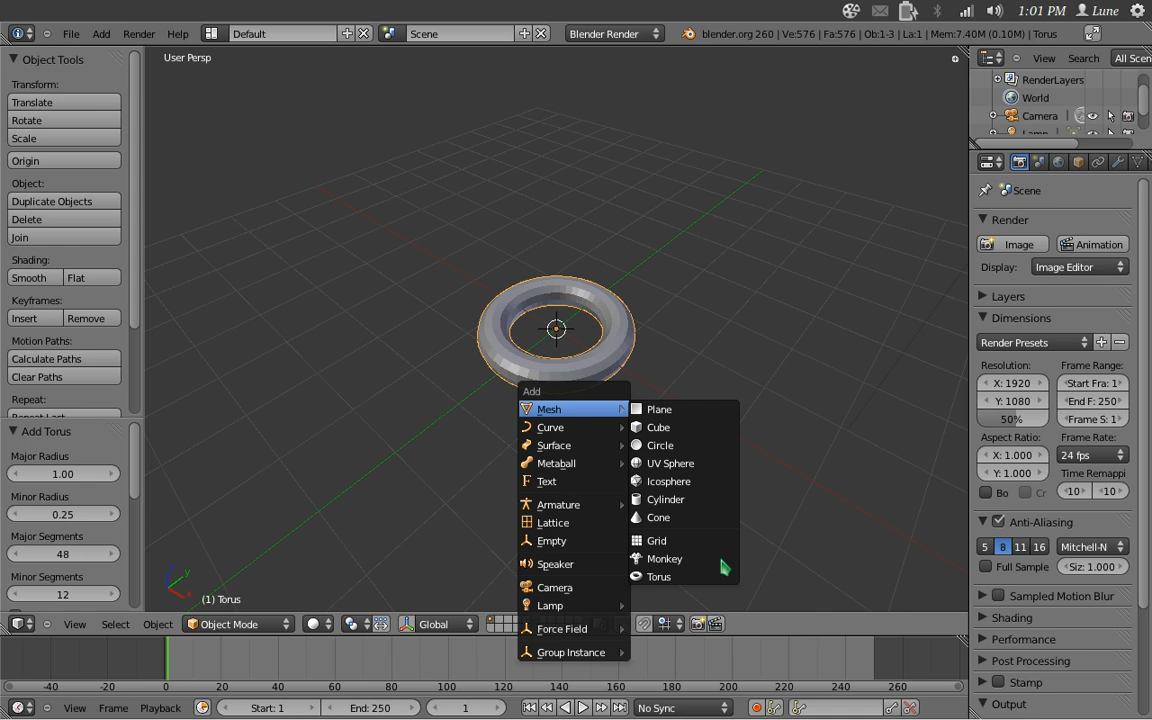 1:01 PM Lune
File Add Render Help Default Scene Blender Render blender.org 260 | Ve:576 | Fa:576 | Ob:1-3 | La:1 | Mem:7.40M (0.10M) | Torus
Object Tools
Transform:
Translate
Rotate
Scale
Origin
Object:
Duplicate Objects
Delete
Join
Shading:
Smooth Flat
Keyframes:
Insert Remove
Motion Paths:
Calculate Paths
Clear Paths
Repeat:
Add Torus
Major Radius
1.00
Minor Radius
0.25
Major Segments
48
Minor Segments
12
User Persp
y
x
(1) Torus
Add
Mesh
Curve
Surface
Metaball
Text
Armature
Lattice
Empty
Speaker
Camera
Lamp
Force Field
Group Instance
Plane
Cube
Circle
UV Sphere
Icosphere
Cylinder
Cone
Grid
Monkey
Torus
View Select Object Object Mode Global
-40 -20 0 20 40 60 80 100 120 140 160 180 200 220 240 260
View Frame Playback Start: 1 End: 250 1 No Sync
View Search All Scen
RenderLayers
World
Camera
Scene
Render
Image Animation
Display: Image Editor
Layers
Dimensions
Render Presets
Resolution: Frame Range:
X: 1920 Start Fra: 1
Y: 1080 End F: 250
50% Frame S: 1
Aspect Ratio: Frame Rate:
X: 1.000 24 fps
Y: 1.000 Time Remappi
Bo Cr 10 10
Anti-Aliasing
5 8 11 16 Mitchell-N
Full Sample Siz: 1.000
Sampled Motion Blur
Shading
Performance
Post Processing
Stamp
Output